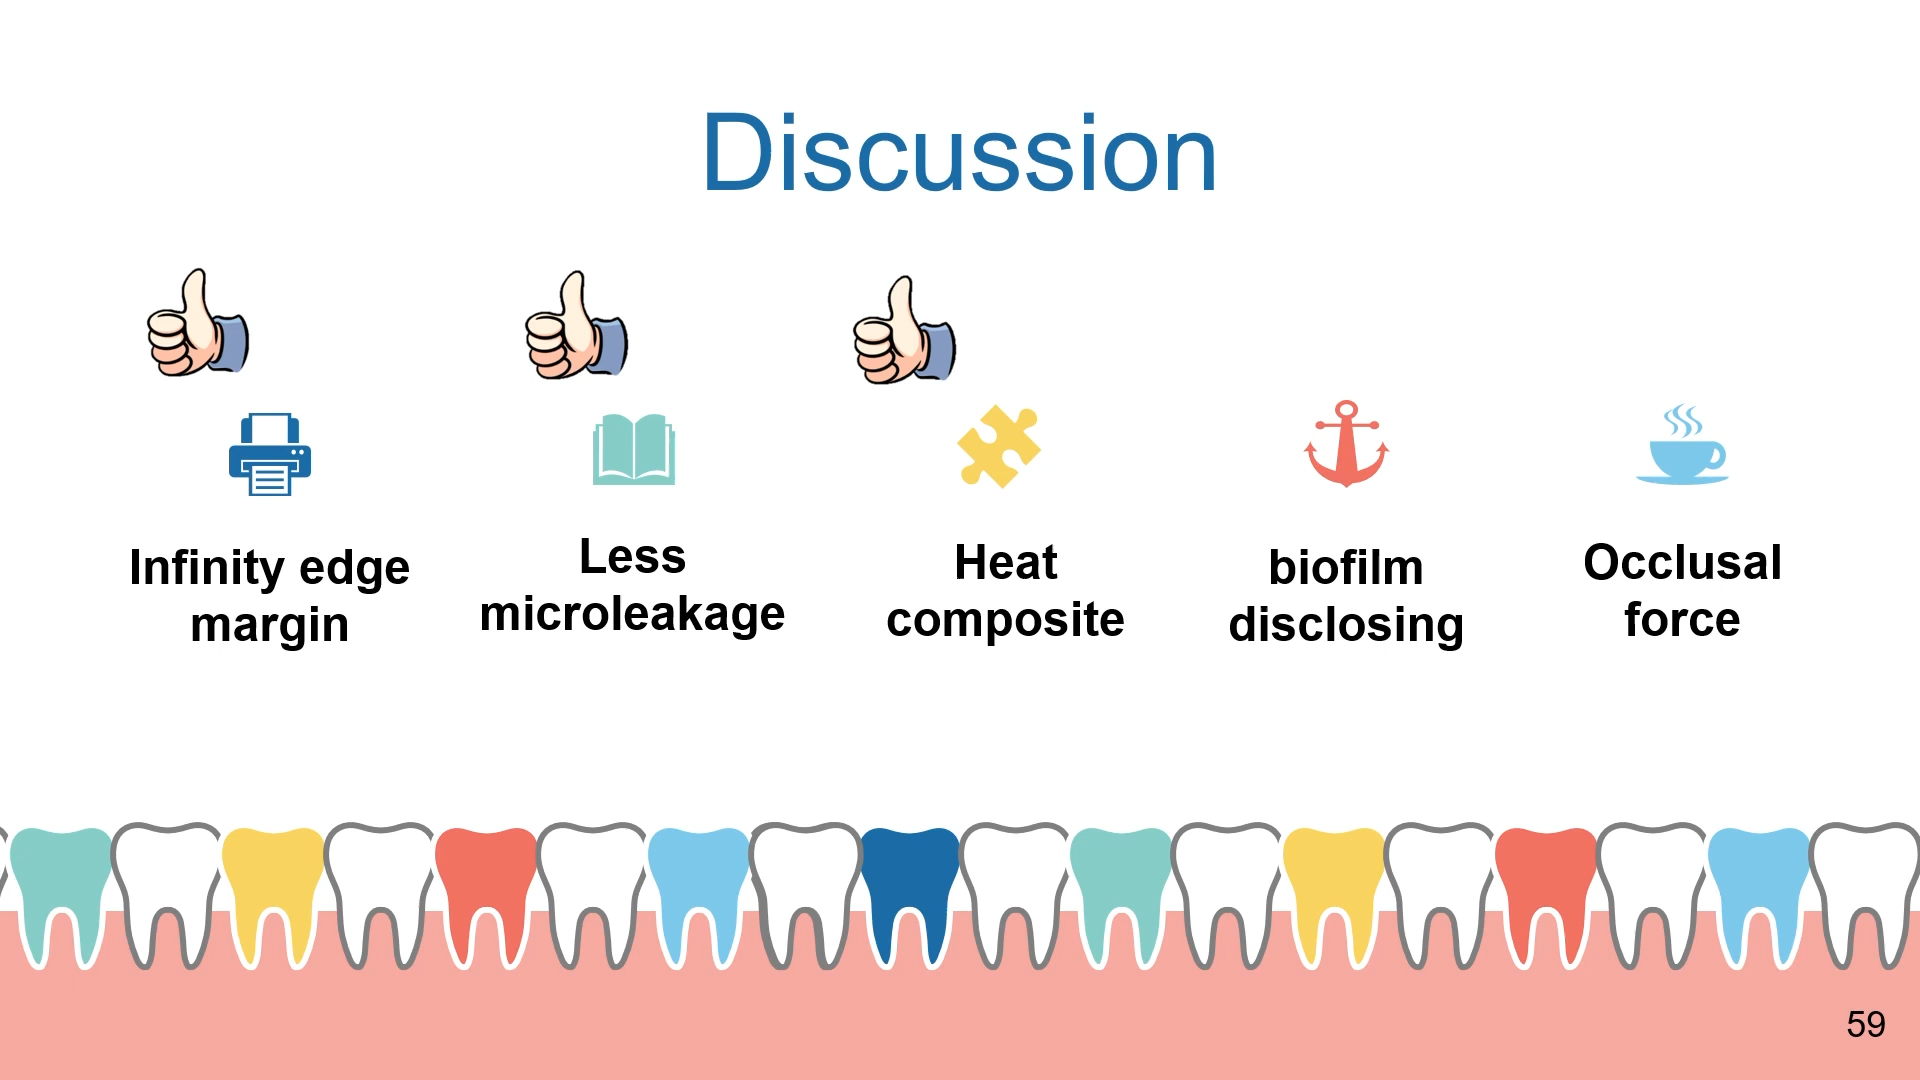 Discussion
Infinity edge
margin
Less
microleakage
Heat
composite
biofilm
disclosing
Occlusal
force
59